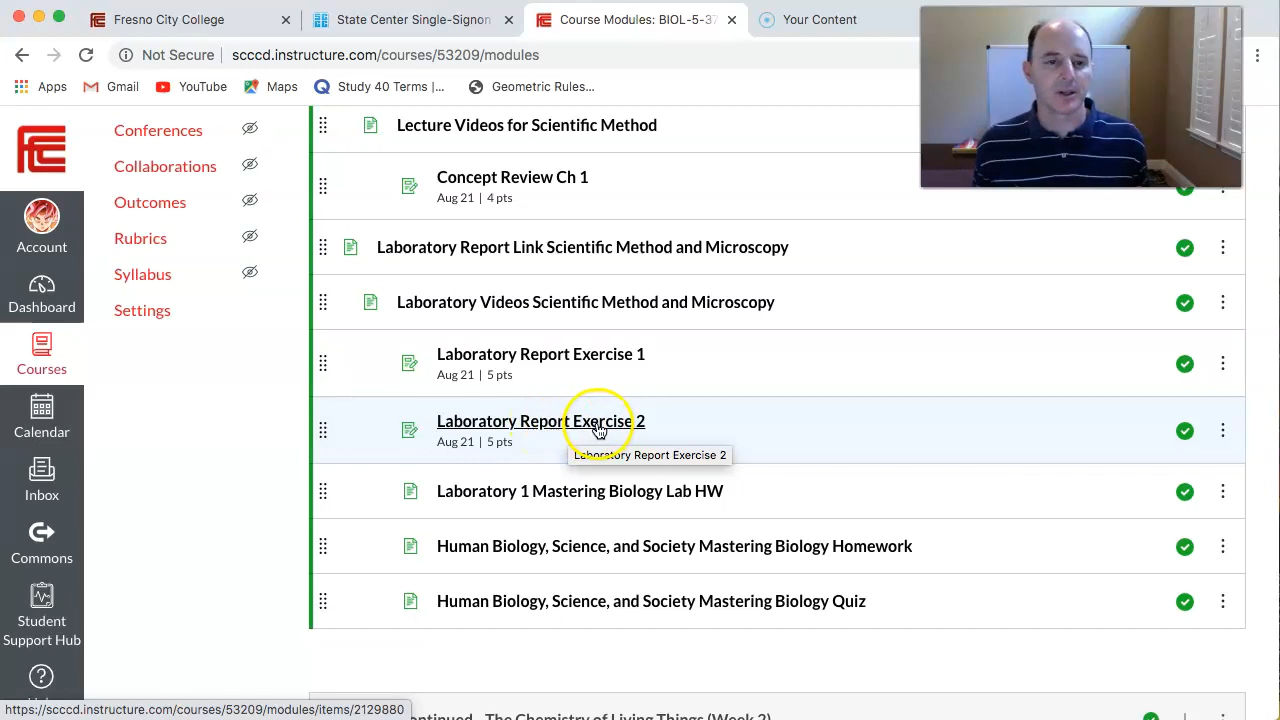 Fresno City College
State Center Single-Signon
Course Modules: BIOL-5-37
Your Content
Not Secure
scccd.instructure.com/courses/53209/modules
Apps
Gmail
YouTube
Maps
Study 40 Terms |...
Geometric Rules...
Account
Dashboard
Courses
Calendar
Inbox
Commons
Student
Support Hub
Conferences
Collaborations
Outcomes
Rubrics
Syllabus
Settings
Lecture Videos for Scientific Method
Concept Review Ch 1
Aug 21 | 4 pts
Laboratory Report Link Scientific Method and Microscopy
Laboratory Videos Scientific Method and Microscopy
Laboratory Report Exercise 1
Aug 21 | 5 pts
Laboratory Report Exercise 2
Aug 21 | 5 pts
Laboratory Report Exercise 2
Laboratory 1 Mastering Biology Lab HW
Human Biology, Science, and Society Mastering Biology Homework
Human Biology, Science, and Society Mastering Biology Quiz
The Chemistry of Living Things (Week 2)
https://scccd.instructure.com/courses/53209/modules/items/2129880